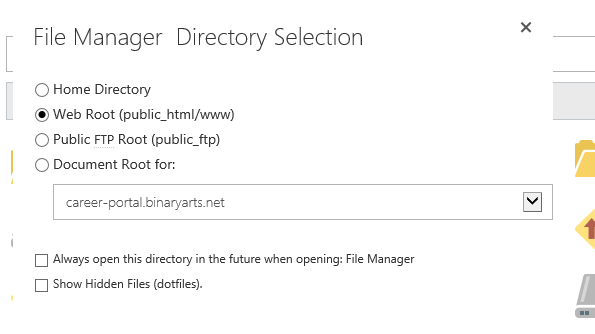 File Manager Directory Selection
Home Directory
Web Root (public_html/www)
Public FTP Root (public_ftp)
Document Root for:
career-portal.binaryarts.net
Always open this directory in the future when opening: File Manager
Show Hidden Files (dotfiles).